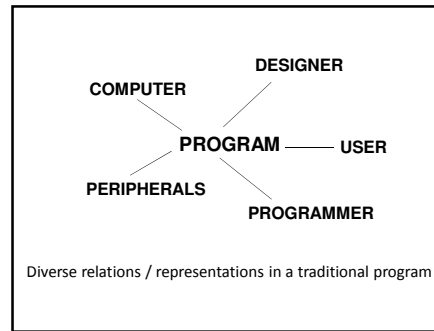 DESIGNER
COMPUTER
PROGRAM
USER
PERIPHERALS
PROGRAMMER
Diverse relations / representations in a traditional program